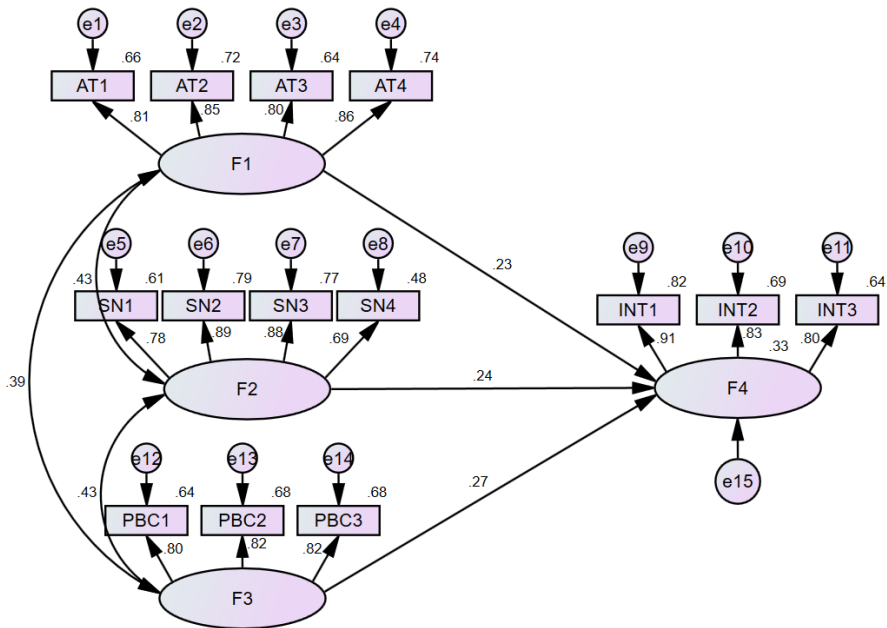 e1 e2 e3 e4
.66 .72 .64 .74
AT1 AT2 AT3 AT4
.81 .85 .80 .86
F1
e5 e6 e7 e8
.43 .61 .79 .77 .48
SN1 SN2 SN3 SN4
.78 .89 .88 .69
F2
.39
e12 e13 e14
.43 .64 .68 .68
PBC1 PBC2 PBC3
.80 .82 .82
F3
.23
.24
.27
e9 e10 e11
.82 .69 .64
INT1 INT2 INT3
.91 .83 .33 .80
F4
e15